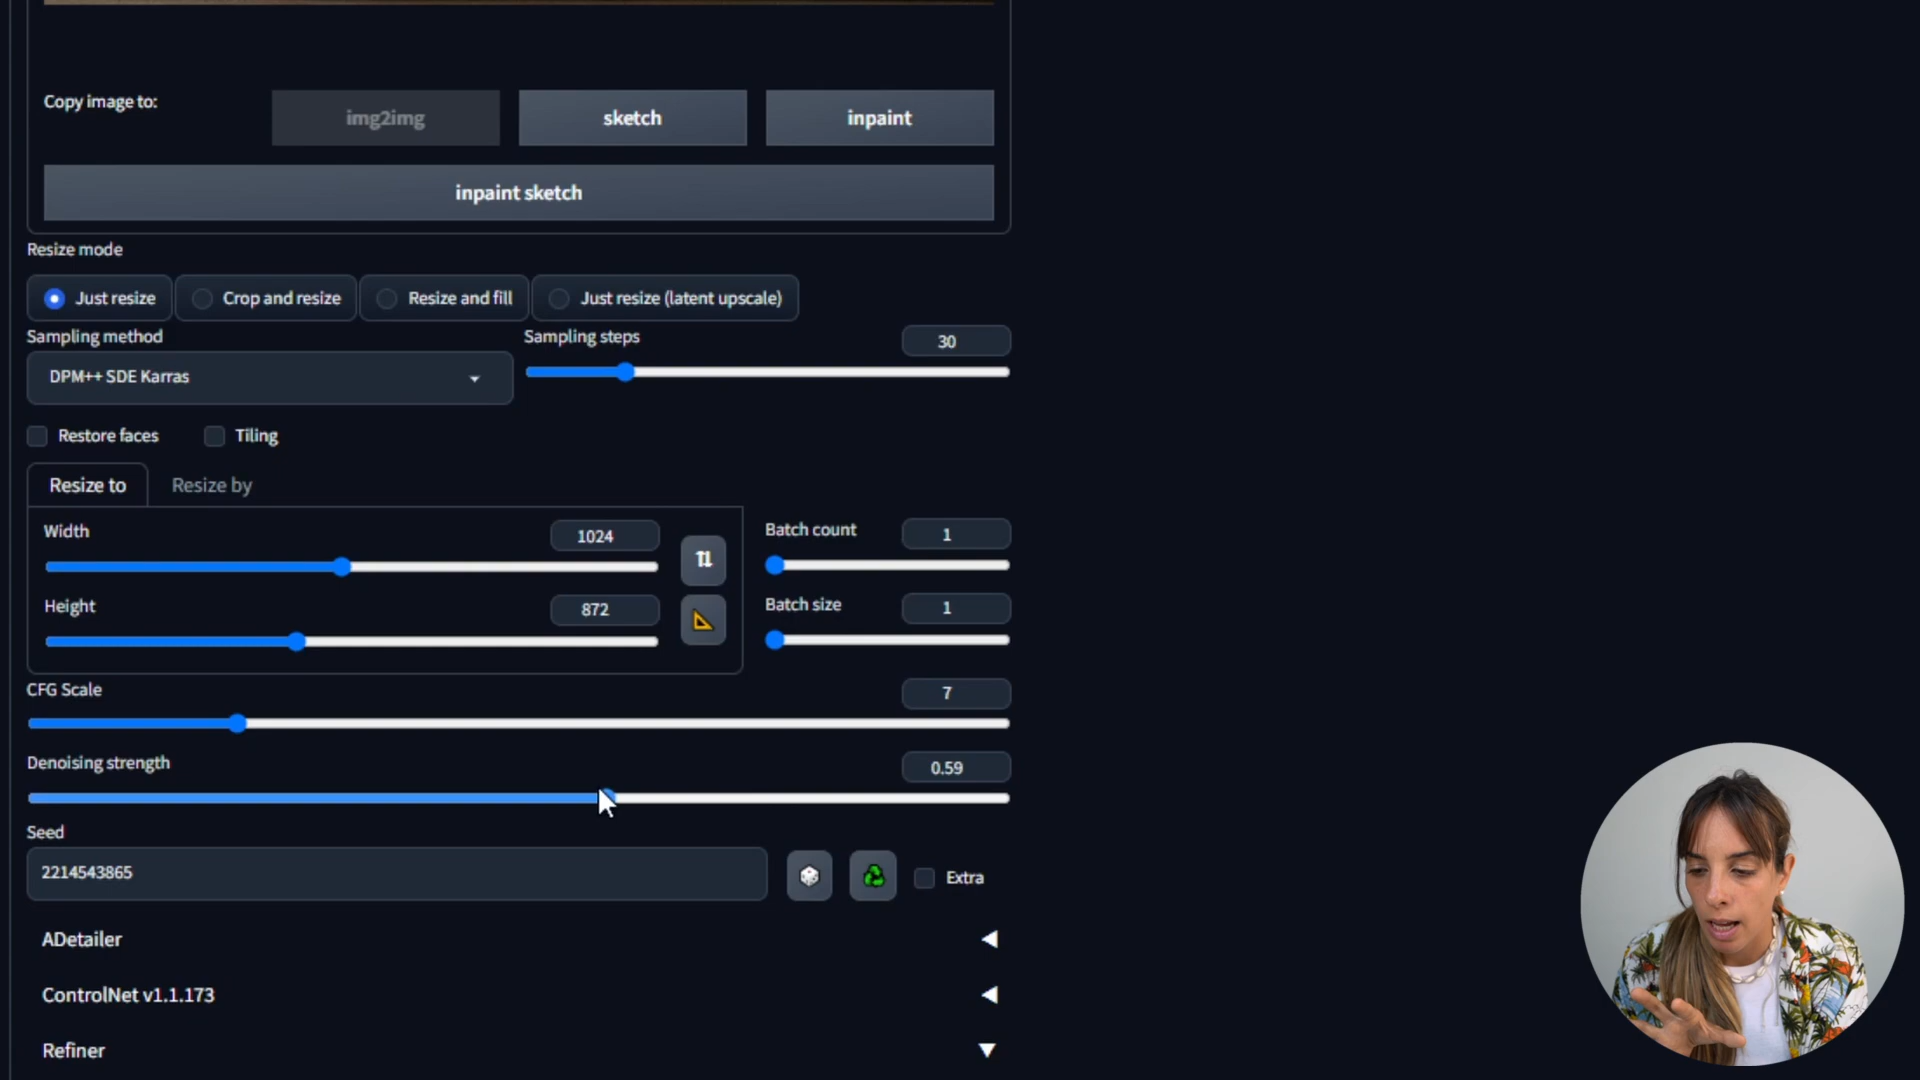 Copy image to:
img2img
sketch
inpaint
inpaint sketch
Resize mode
Just resize
Crop and resize
Resize and fill
Just resize (latent upscale)
Sampling method
Sampling steps
30
DPM++ SDE Karras
Restore faces
Tiling
Resize to
Resize by
Width
1024
Height
872
Batch count
1
Batch size
1
CFG Scale
7
Denoising strength
0.59
Seed
2214543865
Extra
ADetailer
ControlNet v1.1.173
Refiner